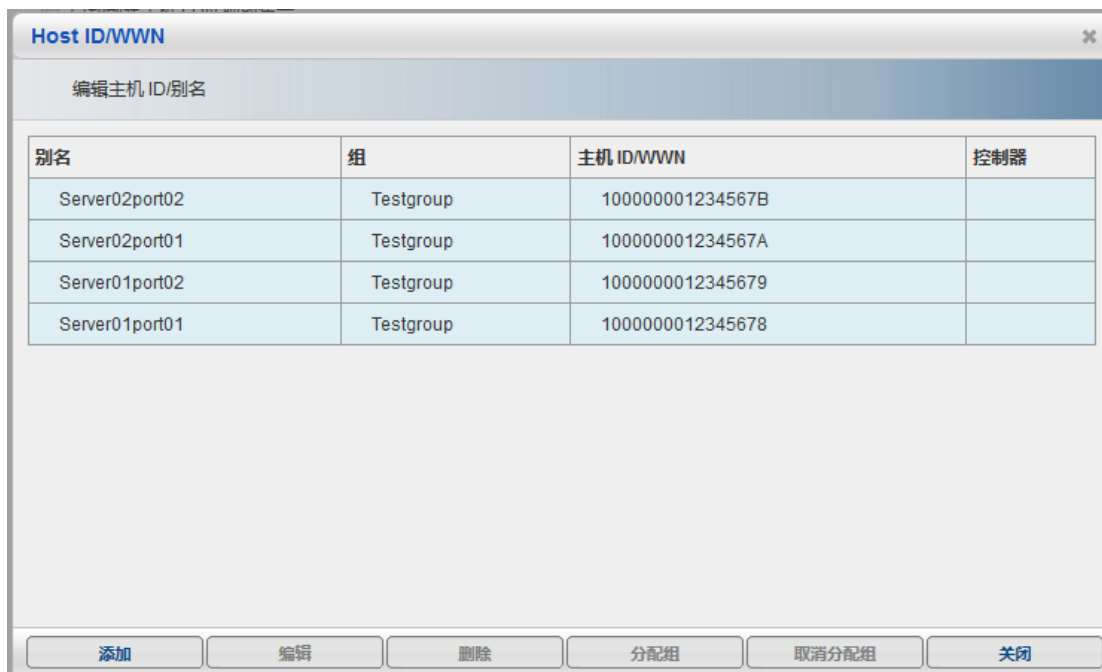 Host ID/WWN
编辑主机 ID/别名
别名 组 主机 ID/WWN 控制器
Server02port02 Testgroup 100000001234567B
Server02port01 Testgroup 100000001234567A
Server01port02 Testgroup 1000000012345679
Server01port01 Testgroup 1000000012345678
添加 编辑 删除 分配组 取消分配组 关闭